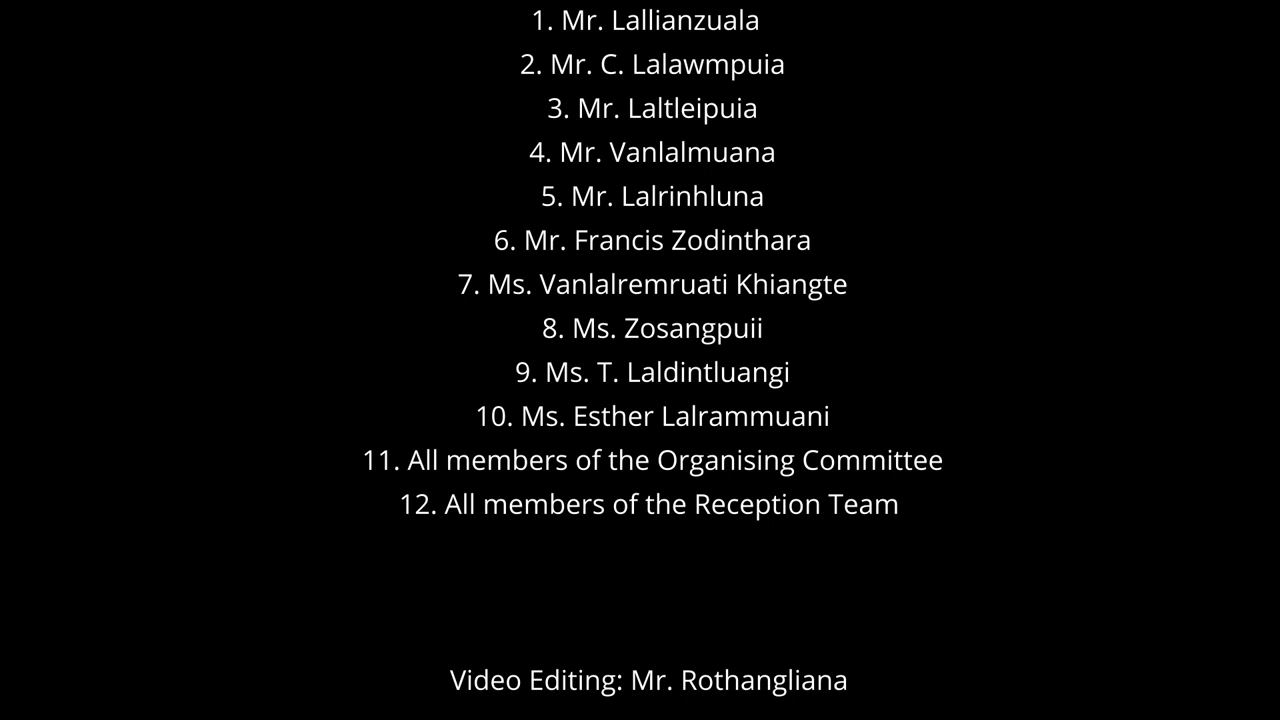 1. Mr. Lallianzuala
2. Mr. C. Lalawmpuia
3. Mr. Laltleipuia
4. Mr. Vanlalmuana
5. Mr. Lalrinhluna
6. Mr. Francis Zodinthara
7. Ms. Vanlalremruati Khiangte
8. Ms. Zosangpuii
9. Ms. T. Laldintluangi
10. Ms. Esther Lalrammuani
11. All members of the Organising Committee
12. All members of the Reception Team
Video Editing: Mr. Rothangliana